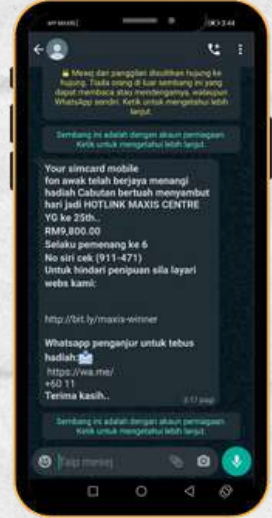 Mesej dan panggilan disulitkan hujung ke
hujung. Tiada orang di luar sembang ini yang
dapat membaca atau mendengarnya, walaupun
WhatsApp sendiri. Ketik untuk mengetahui lebih
lanjut.
Sembang ini adalah dengan akaun perniagaan.
Ketik untuk mengetahui lebih lanjut.
Your simcard mobile
fon awak telah berjaya menangi
hadiah Cabutan bertuah menyambut
hari jadi HOTLINK MAXIS CENTRE
YG ke 25th..
RM9,800.00
Selaku pemenang ke 6
No siri cek (911-471)
Untuk hindari penipuan sila layari
webs kami:
http://bit.ly/maxis-winner
Whatsapp penganjur untuk tebus
hadiah:
https://wa.me/
+60 11
Terima kasih..
3:17 pagi
Sembang ini adalah dengan akaun perniagaan.
Ketik untuk mengetahui lebih lanjut.
Taip mesej